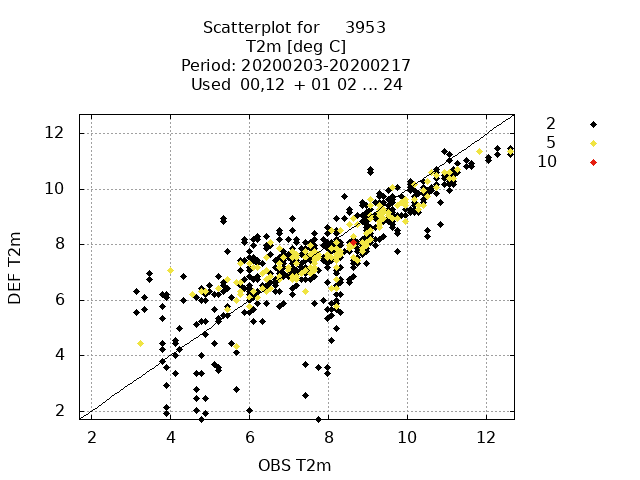 Scatterplot for 3953
T2m [deg C]
Period: 20200203-20200217
Used 00,12 + 01 02 ... 24
2
5
10
12
10
8
6
4
2
DEF T2m
2 4 6 8 10 12
OBS T2m